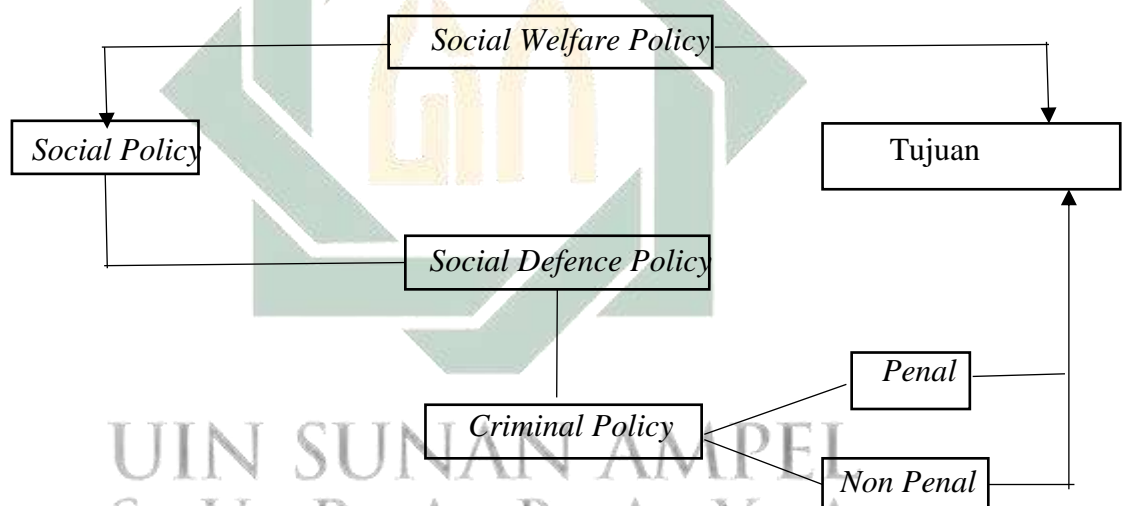 Social Welfare Policy
Social Policy
Tujuan
Social Defence Policy
Penal
Criminal Policy
UIN SUNAN AMPEL
Non Penal
S U R A B A Y A